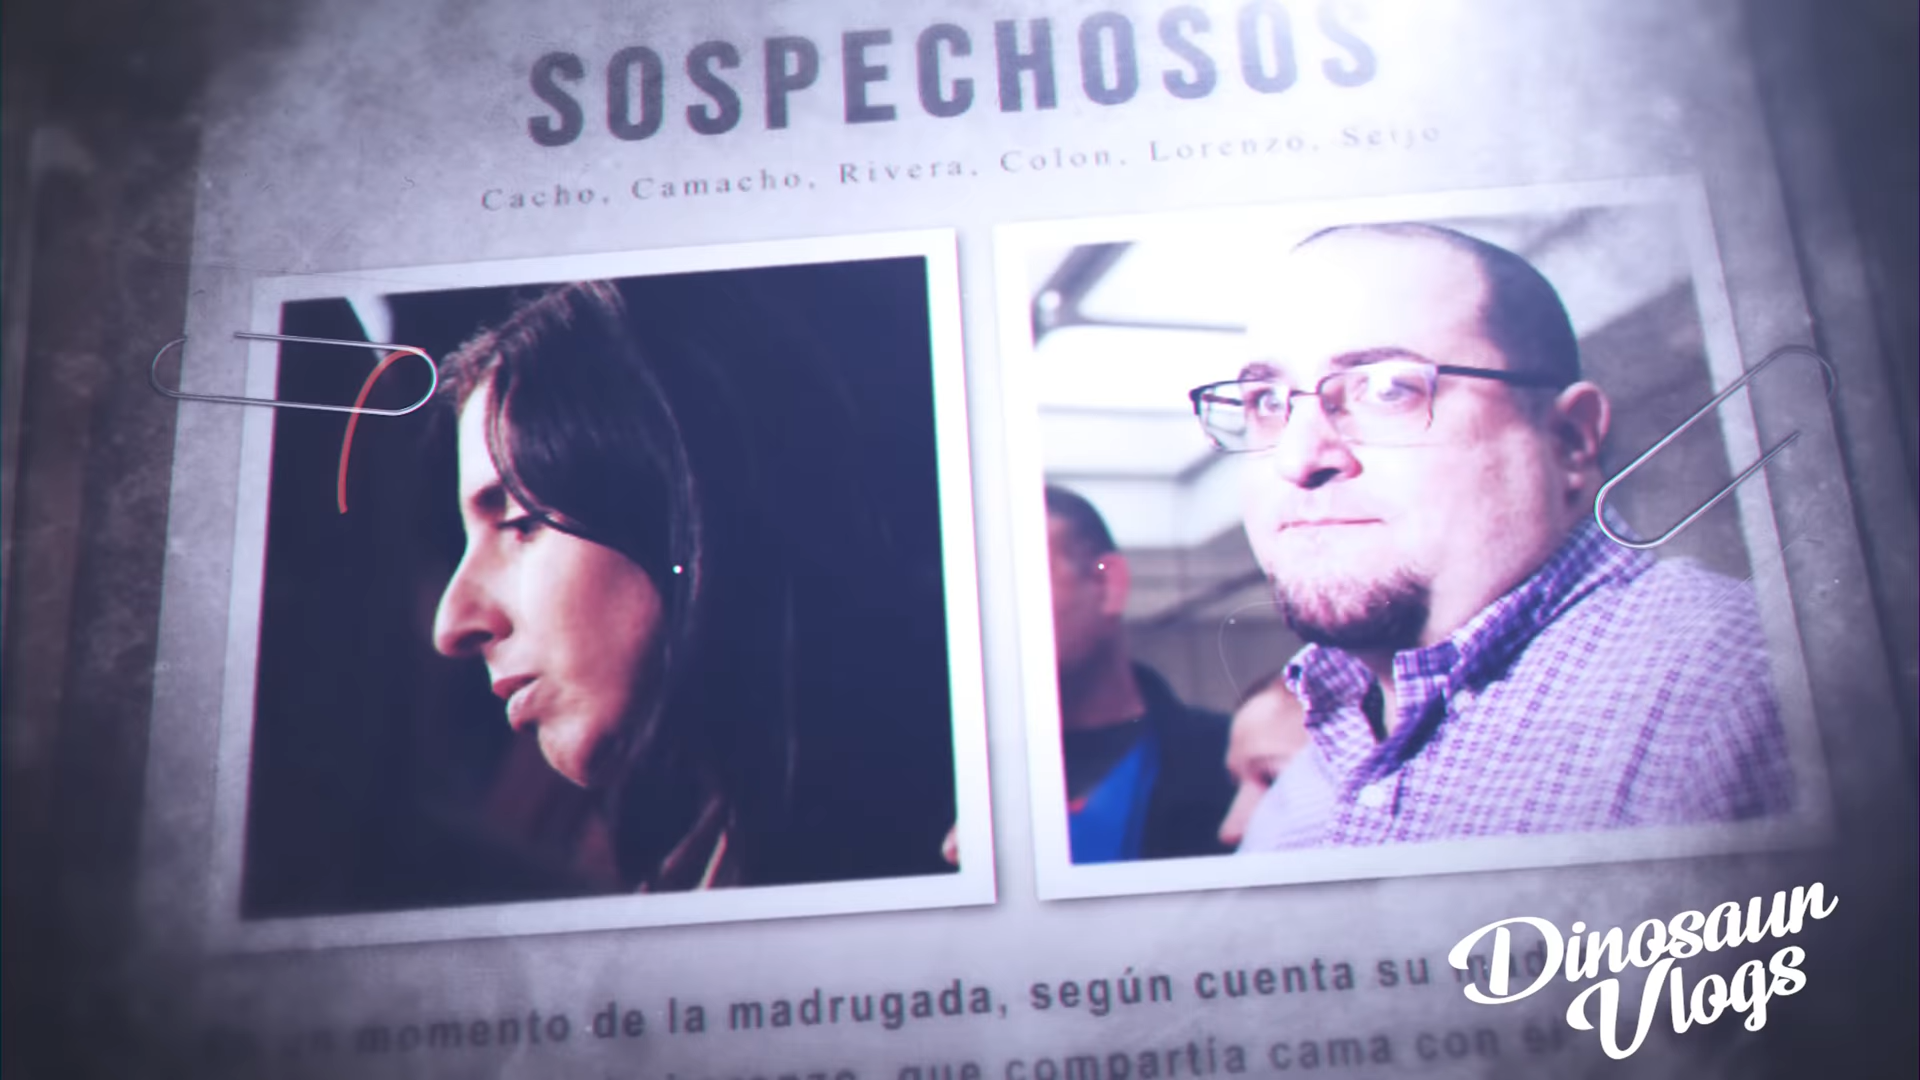 SOSPECHOSOS
Cacho, Camacho, Rivera, Colon, Lorenzo, Seijo
momento de la madrugada, según cuenta su
que compartía cama con
Dinosaur
Vlogs